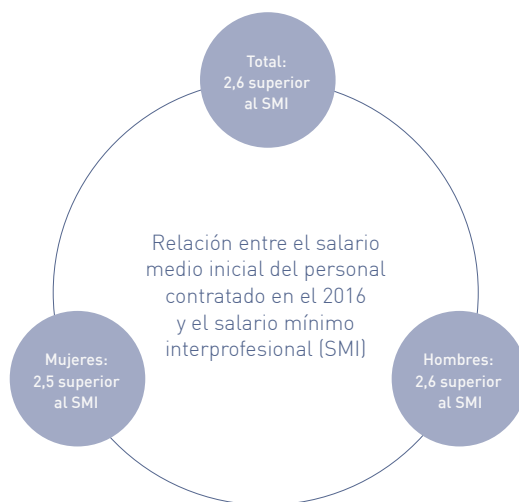 Total:
2,6 superior
al SMI
Relación entre el salario
medio inicial del personal
contratado en el 2016
y el salario mínimo
interprofesional (SMI)
Mujeres:
2,5 superior
al SMI
Hombres:
2,6 superior
al SMI